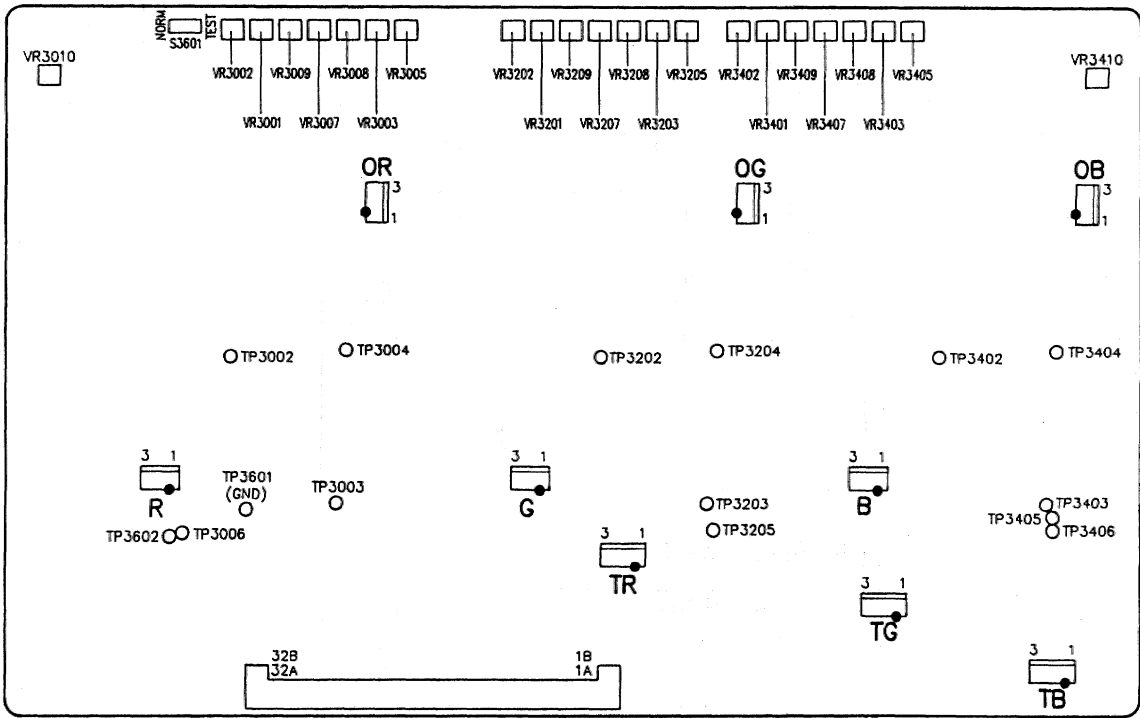 NORM
S3601
TEST
VR3010
VR3410
VR3002 VR3009 VR3008 VR3005 VR3202 VR3209 VR3208 VR3205 VR3402 VR3409 VR3408 VR3405
VR3001 VR3007 VR3003 VR3201 VR3207 VR3203 VR3401 VR3407 VR3403
OR
3
1
OG
3
1
OB
3
1
TP3002
TP3004
TP3202
TP3204
TP3402
TP3404
3 1
R
TP3601
(GND)
TP3003
3 1
G
TP3203
TP3205
3 1
B
TP3403
TP3405
TP3406
TP3602
TP3006
3 1
TR
3 1
TG
32B 1B
32A 1A
3 1
TB